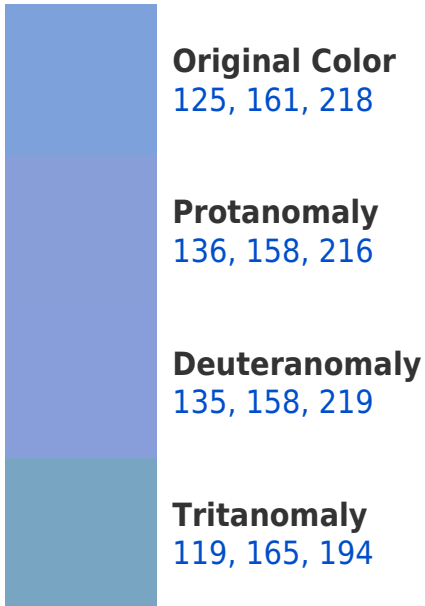 Original Color
125, 161, 218
Protanomaly
136, 158, 216
Deuteranomaly
135, 158, 219
Tritanomaly
119, 165, 194